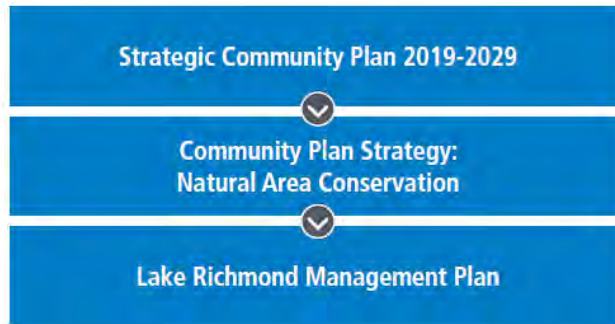 Strategic Community Plan 2019-2029
Community Plan Strategy:
Natural Area Conservation
Lake Richmond Management Plan